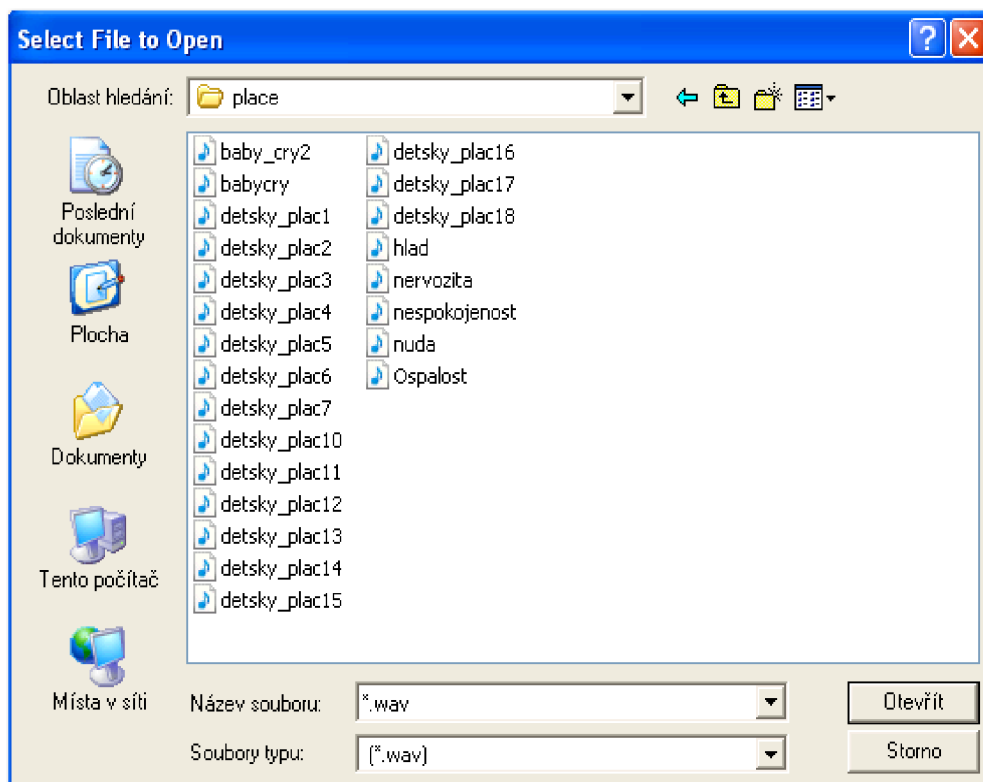 Select File to Open
Oblast hledání:
place
Poslední
dokumenty
Plocha
Dokumenty
Tento počítač
Místa v síti
baby_cry2
babycry
detsky_plac1
detsky_plac2
detsky_plac3
detsky_plac4
detsky_plac5
detsky_plac6
detsky_plac7
detsky_plac10
detsky_plac11
detsky_plac12
detsky_plac13
detsky_plac14
detsky_plac15
detsky_plac16
detsky_plac17
detsky_plac18
hlad
nervozita
nespokojenost
nuda
Ospalost
Název souboru:
*.wav
Otevřít
Soubory typu:
(*.wav)
Storno